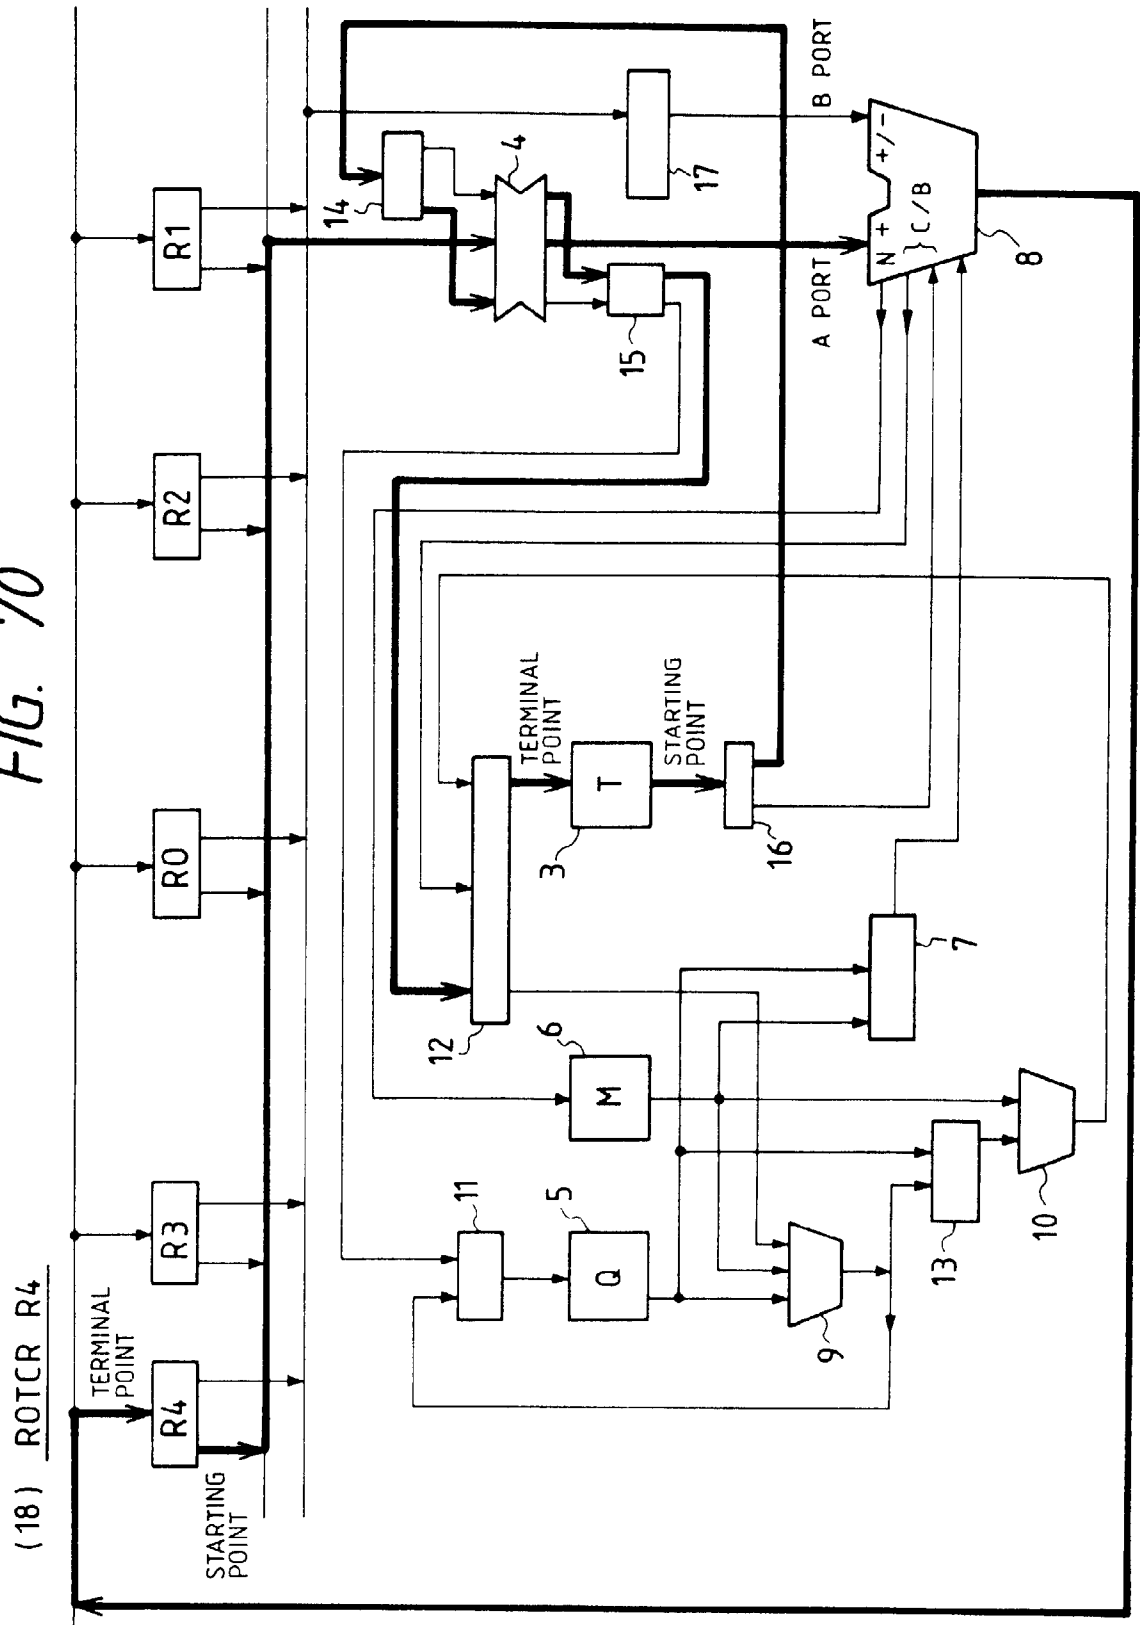 FIG. 70
(18) ROTCR R4
TERMINAL
POINT
STARTING
POINT
R4
R3
R0
R2
R1
14
4
17
15
A PORT
B PORT
N + +/-
} C/B
8
12
TERMINAL
POINT
T
3
STARTING
POINT
16
7
6
M
11
5
Q
9
13
10